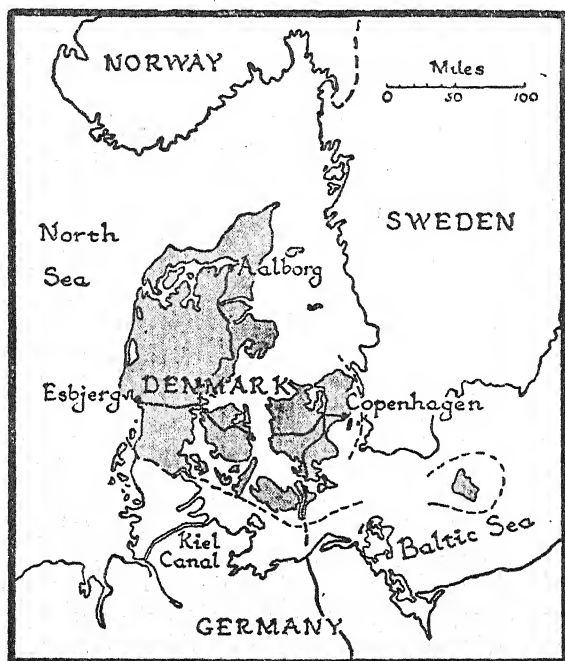 NORWAY
Miles
0 50 100
SWEDEN
North
Sea
Aalborg
Esbjerg
DENMARK
Copenhagen
Kiel
Canal
Baltic Sea
GERMANY